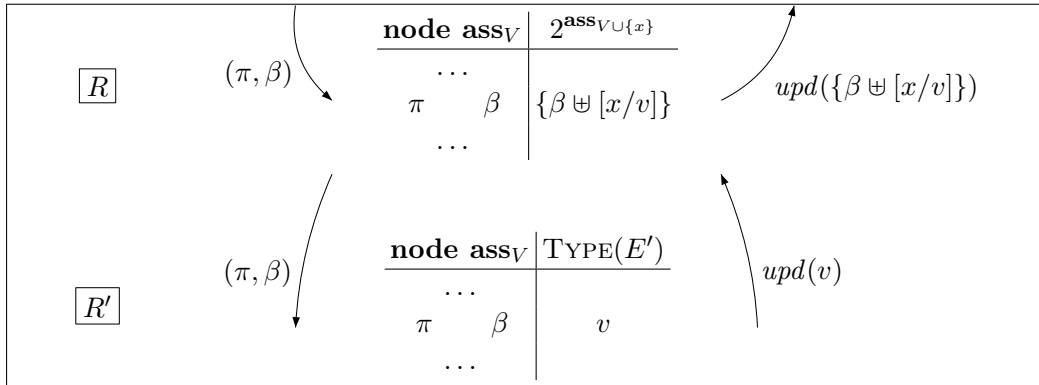 node ass_V 2^{ass_{V∪{x}}}
. . .
R (π, β) π β {β ⊎ [x/v]} upd({β ⊎ [x/v]})
. . .
node ass_V TYPE(E′)
(π, β) upd(v)
. . .
R′ π β v
. . .